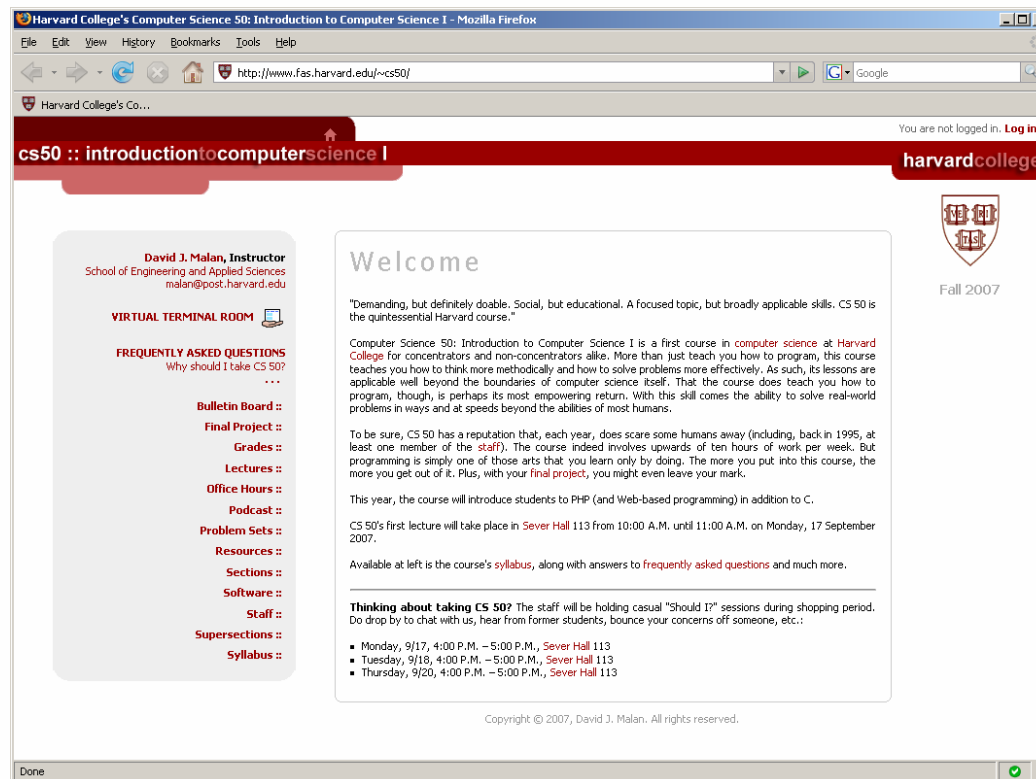 Harvard College's Computer Science 50: Introduction to Computer Science I - Mozilla Firefox
File Edit View History Bookmarks Tools Help
http://www.fas.harvard.edu/~cs50/
G Google
Harvard College's Co...
You are not logged in. Log in
cs50 :: introductiontocomputerscience I
harvardcollege
VE RI
TAS
Fall 2007
David J. Malan, Instructor
School of Engineering and Applied Sciences
malan@post.harvard.edu
VIRTUAL TERMINAL ROOM
FREQUENTLY ASKED QUESTIONS
Why should I take CS 50?
...
Bulletin Board ::
Final Project ::
Grades ::
Lectures ::
Office Hours ::
Podcast ::
Problem Sets ::
Resources ::
Sections ::
Software ::
Staff ::
Supersections ::
Syllabus ::
Welcome
"Demanding, but definitely doable. Social, but educational. A focused topic, but broadly applicable skills. CS 50 is
the quintessential Harvard course."
Computer Science 50: Introduction to Computer Science I is a first course in computer science at Harvard
College for concentrators and non-concentrators alike. More than just teach you how to program, this course
teaches you how to think more methodically and how to solve problems more effectively. As such, its lessons are
applicable well beyond the boundaries of computer science itself. That the course does teach you how to
program, though, is perhaps its most empowering return. With this skill comes the ability to solve real-world
problems in ways and at speeds beyond the abilities of most humans.
To be sure, CS 50 has a reputation that, each year, does scare some humans away (including, back in 1995, at
least one member of the staff). The course indeed involves upwards of ten hours of work per week. But
programming is simply one of those arts that you learn only by doing. The more you put into this course, the
more you get out of it. Plus, with your final project, you might even leave your mark.
This year, the course will introduce students to PHP (and Web-based programming) in addition to C.
CS 50's first lecture will take place in Sever Hall 113 from 10:00 A.M. until 11:00 A.M. on Monday, 17 September
2007.
Available at left is the course's syllabus, along with answers to frequently asked questions and much more.
Thinking about taking CS 50? The staff will be holding casual "Should I?" sessions during shopping period.
Do drop by to chat with us, hear from former students, bounce your concerns off someone, etc.:
▪ Monday, 9/17, 4:00 P.M. – 5:00 P.M., Sever Hall 113
▪ Tuesday, 9/18, 4:00 P.M. – 5:00 P.M., Sever Hall 113
▪ Thursday, 9/20, 4:00 P.M. – 5:00 P.M., Sever Hall 113
Copyright © 2007, David J. Malan. All rights reserved.
Done